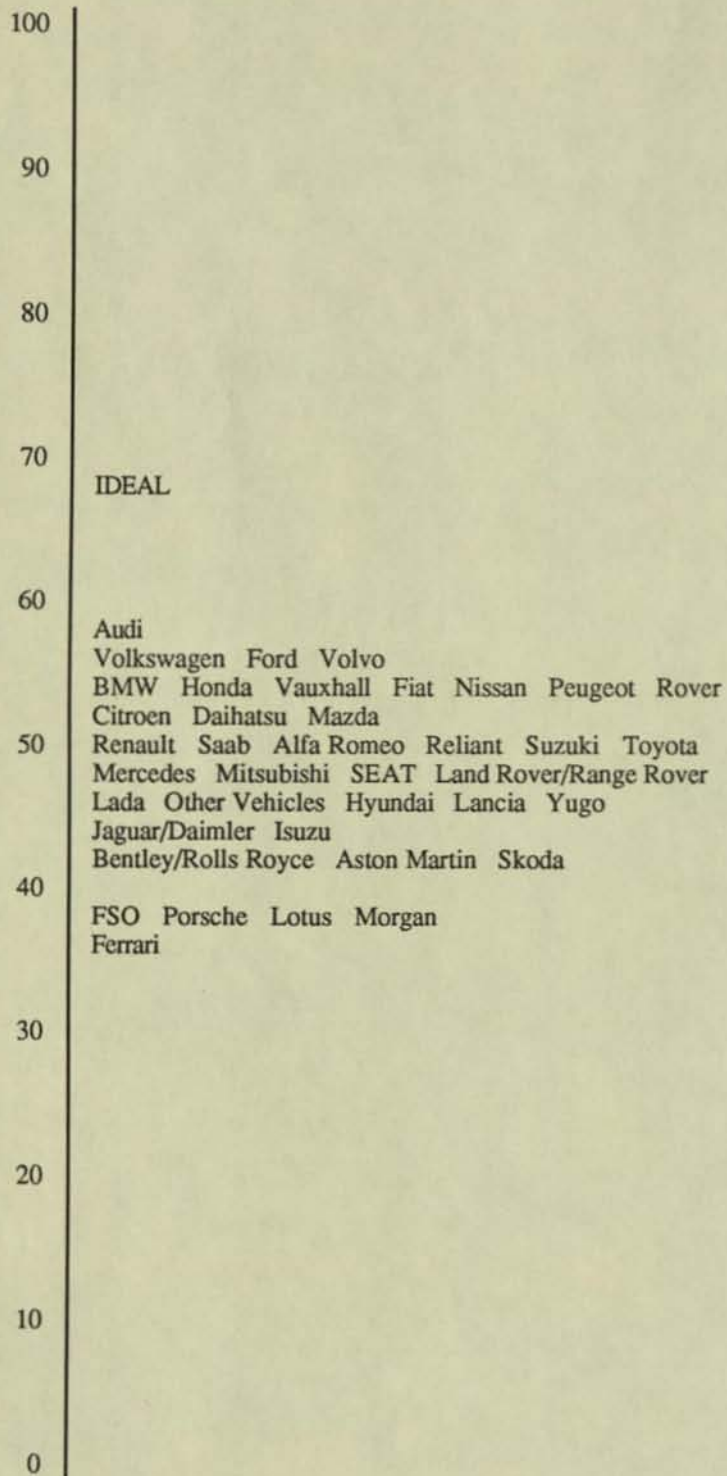 100
90
80
70
IDEAL
60
Audi
Volkswagen Ford Volvo
BMW Honda Vauxhall Fiat Nissan Peugeot Rover
Citroen Daihatsu Mazda
50 Renault Saab Alfa Romeo Reliant Suzuki Toyota
Mercedes Mitsubishi SEAT Land Rover/Range Rover
Lada Other Vehicles Hyundai Lancia Yugo
Jaguar/Daimler Isuzu
Bentley/Rolls Royce Aston Martin Skoda
40
FSO Porsche Lotus Morgan
Ferrari
30
20
10
0